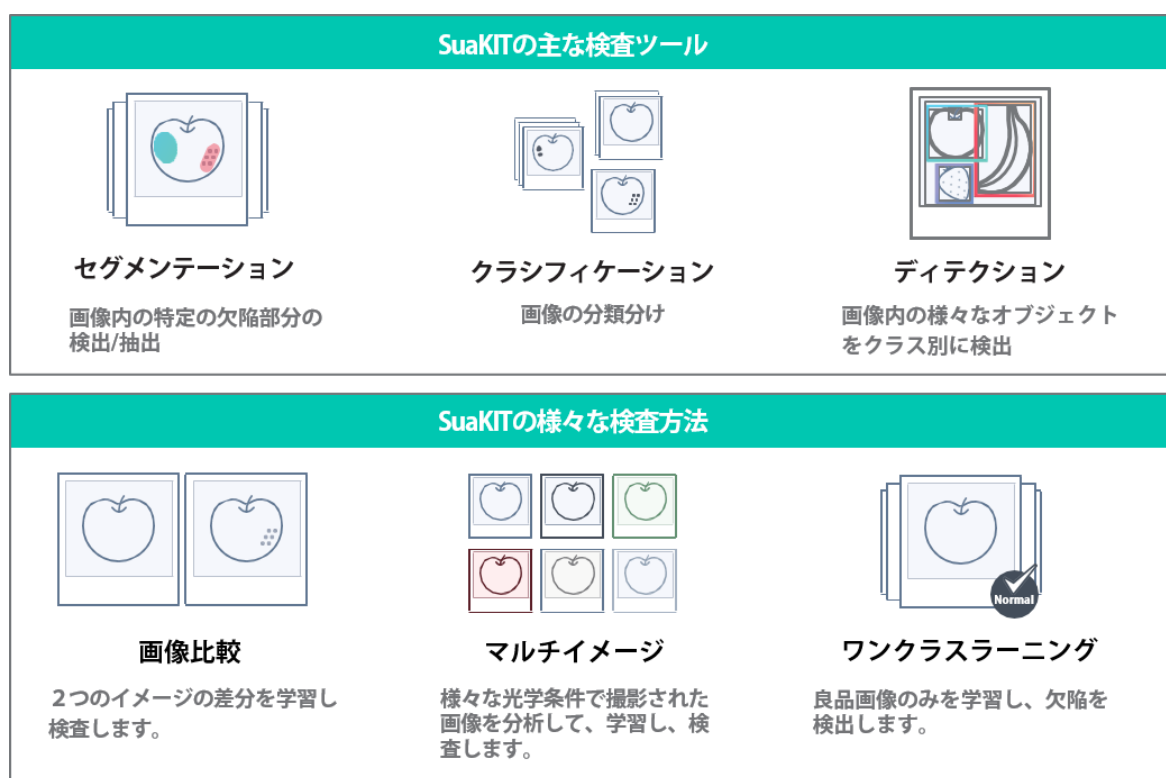 SuaKITの主な検査ツール
セグメンテーション
画像内の特定の欠陥部分の
検出/抽出
クラシフィケーション
画像の分類分け
ディテクション
画像内の様々なオブジェクト
をクラス別に検出
SuaKITの様々な検査方法
画像比較
２つのイメージの差分を学習し
検査します。
マルチイメージ
様々な光学条件で撮影された
画像を分析して、学習し、検
査します。
Normal
ワンクラスラーニング
良品画像のみを学習し、欠陥を
検出します。